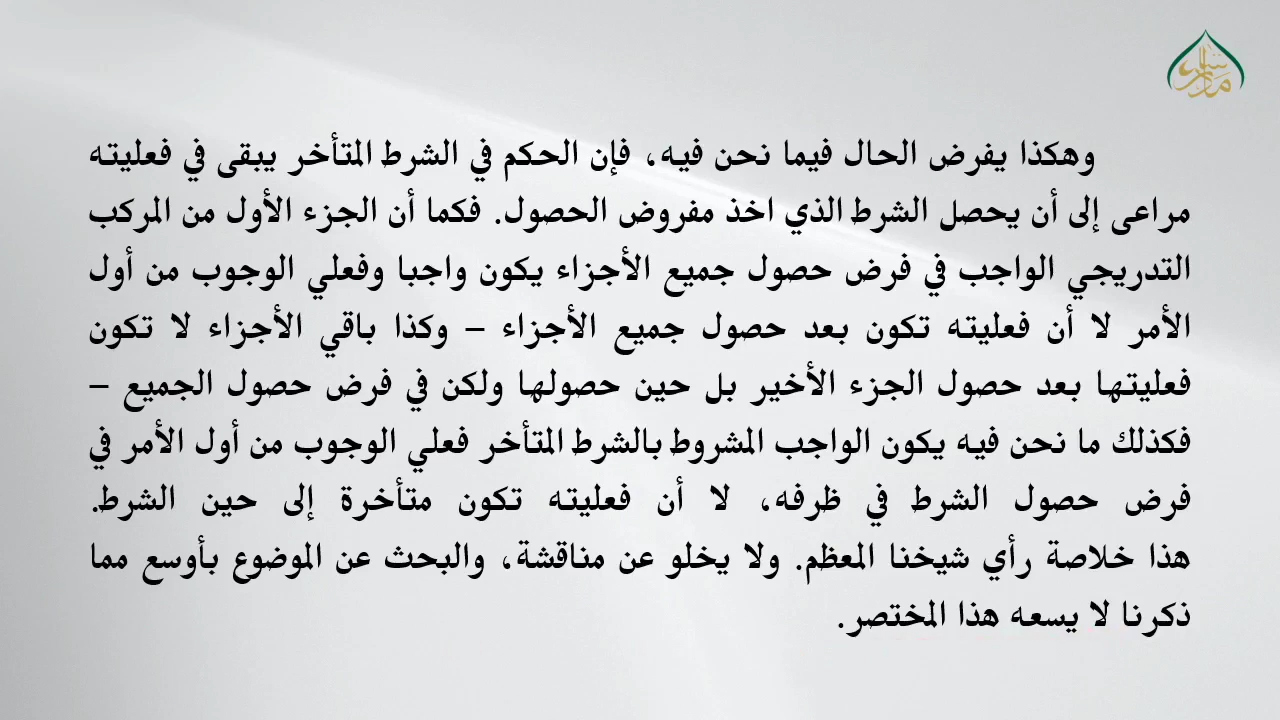 وهكذا يفرض الحال فيما نحن فيه، فإن الحكم في الشرط المتأخر يبقى في فعليته
مراعى إلى أن يحصل الشرط الذي اخذ مفروض الحصول. فكما أن الجزء الأول من المركب
التدريجي الواجب في فرض حصول جميع الأجزاء يكون واجبا وفعلي الوجوب من أول
الأمر لا أن فعليته تكون بعد حصول جميع الأجزاء – وكذا باقي الأجزاء لا تكون
فعليتها بعد حصول الجزء الأخير بل حين حصولها ولكن في فرض حصول الجميع –
فكذلك ما نحن فيه يكون الواجب المشروط بالشرط المتأخر فعلي الوجوب من أول الأمر في
فرض حصول الشرط في ظرفه، لا أن فعليته تكون متأخرة إلى حين الشرط.
هذا خلاصة رأي شيخنا المعظم. ولا يخلو عن مناقشة، والبحث عن الموضوع بأوسع مما
ذكرنا لا يسعه هذا المختصر.